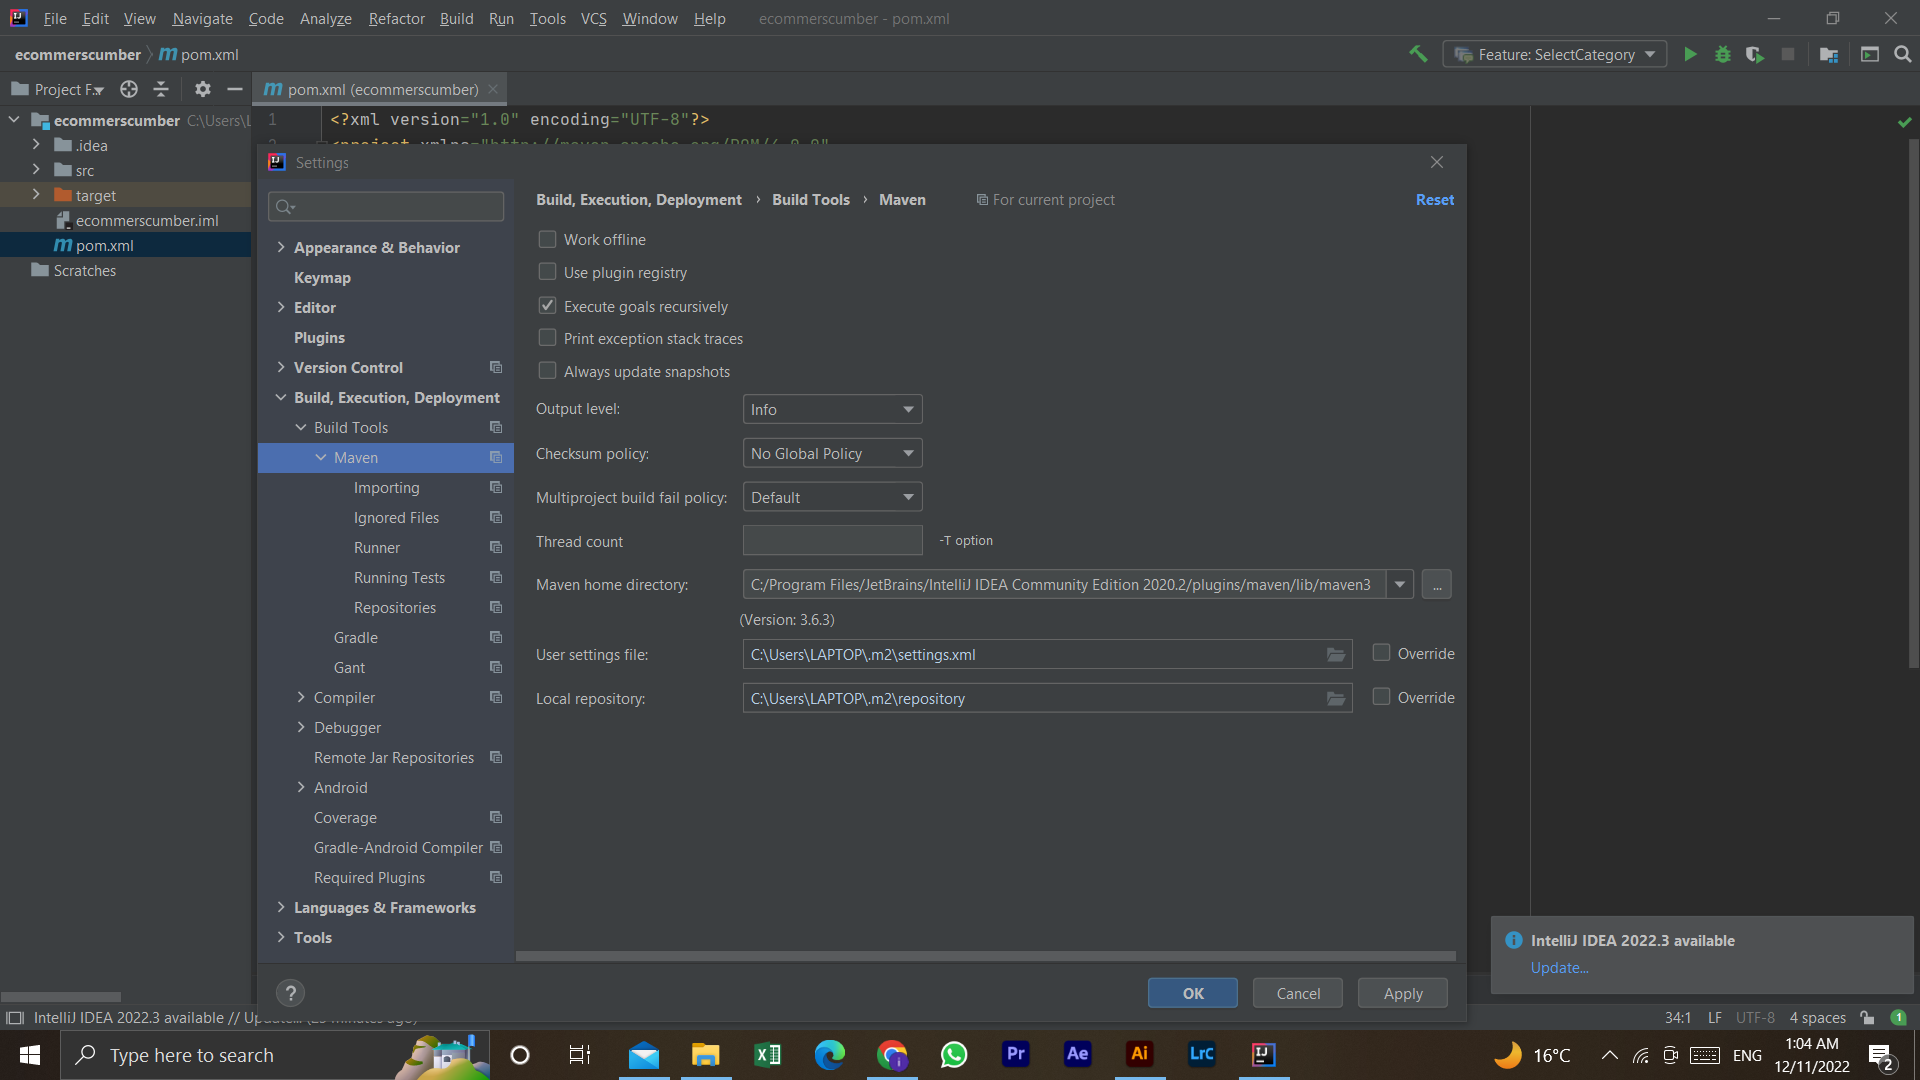 File Edit View Navigate Code Analyze Refactor Build Run Tools VCS Window Help ecommerscumber - pom.xml
ecommerscumber m pom.xml Feature: SelectCategory
Project F.. m pom.xml (ecommerscumber)
ecommerscumber C:\Users\L
1 <?xml version="1.0" encoding="UTF-8"?>
.idea
src
target
ecommerscumber.iml
m pom.xml
Scratches
Settings
Build, Execution, Deployment › Build Tools › Maven For current project Reset
Appearance & Behavior
Keymap
Editor
Plugins
Version Control
Build, Execution, Deployment
Build Tools
Maven
Importing
Ignored Files
Runner
Running Tests
Repositories
Gradle
Gant
Compiler
Debugger
Remote Jar Repositories
Android
Coverage
Gradle-Android Compiler
Required Plugins
Languages & Frameworks
Tools
Work offline
Use plugin registry
Execute goals recursively
Print exception stack traces
Always update snapshots
Output level: Info
Checksum policy: No Global Policy
Multiproject build fail policy: Default
Thread count -T option
Maven home directory: C:/Program Files/JetBrains/IntelliJ IDEA Community Edition 2020.2/plugins/maven/lib/maven3 ...
(Version: 3.6.3)
User settings file: C:\Users\LAPTOP\.m2\settings.xml Override
Local repository: C:\Users\LAPTOP\.m2\repository Override
? OK Cancel Apply
IntelliJ IDEA 2022.3 available
Update...
IntelliJ IDEA 2022.3 available // 34:1 LF UTF-8 4 spaces 1
Type here to search Pr Ae Ai LrC IJ 16°C ENG 1:04 AM
12/11/2022 2